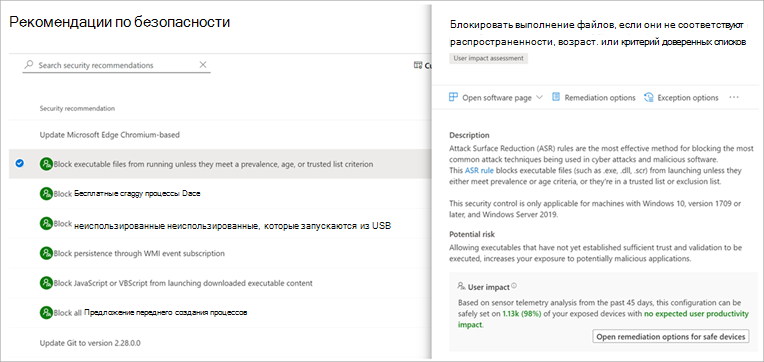 Рекомендации по безопасности
Search security recommendations
Cu
Security recommendation
Update Microsoft Edge Chromium-based
Block executable files from running unless they meet a prevalence, age, or trusted list criterion
Block Бесплатные craggy процессы Dace
Block неиспользированные неиспользированные, которые запускаются из USB
Block persistence through WMI event subscription
Block JavaScript or VBScript from launching downloaded executable content
Block all Предложение переднего создания процессов
Update Git to version 2.28.0.0
Блокировать выполнение файлов, если они не соответствуют
распространенности, возраст. или критерий доверенных списков
User impact assessment
Open software page
Remediation options
Exception options
Description
Attack Surface Reduction (ASR) rules are the most effective method for blocking the
most common attack techniques being used in cyber attacks and malicious software.
This ASR rule blocks executable files (such as .exe, .dll, .scr) from launching unless they
either meet prevalence or age criteria, or they're in a trusted list or exclusion list.
This security control is only applicable for machines with Windows 10, version 1709 or
later, and Windows Server 2019.
Potential risk
Allowing executables that have not yet established sufficient trust and validation to be
executed, increases your exposure to potentially malicious applications.
User impact
Based on sensor telemetry analysis from the past 45 days, this configuration can be
safely set on 1.13k (98%) of your exposed devices with no expected user productivity
impact.
Open remediation options for safe devices